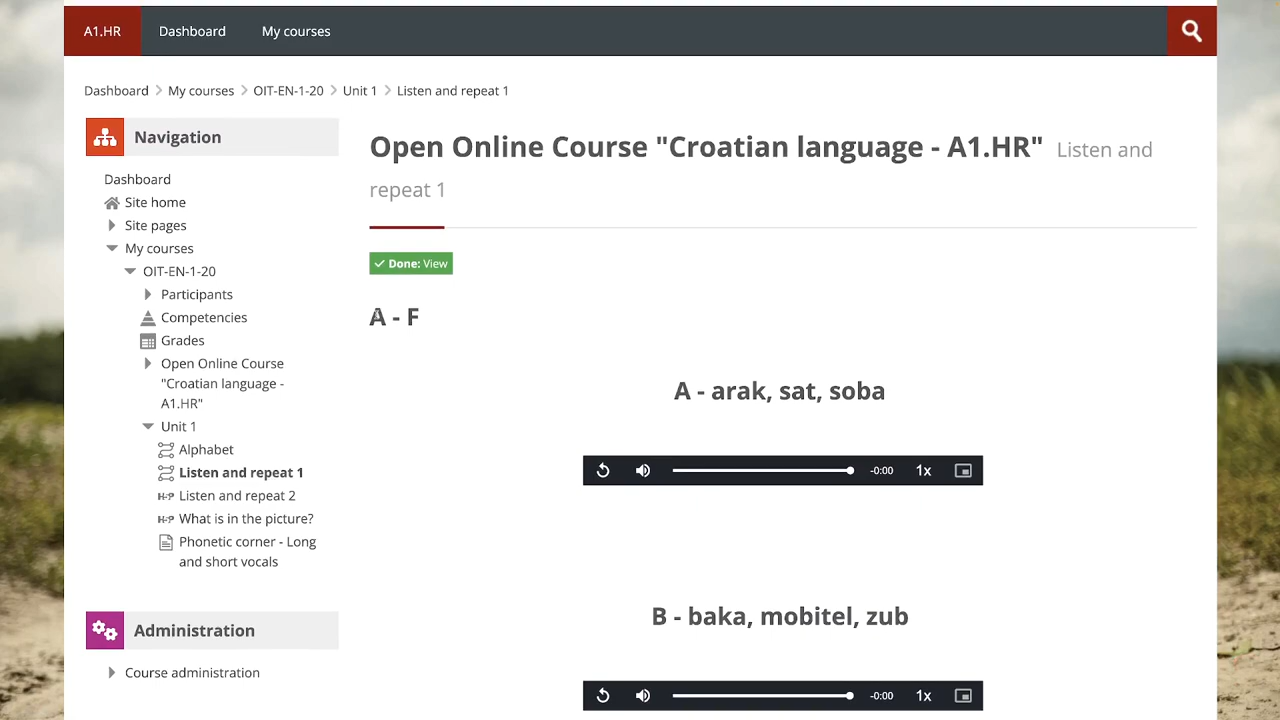 A1.HR Dashboard My courses
Dashboard My courses OIT-EN-1-20 Unit 1 Listen and repeat 1
Navigation
Dashboard
Site home
Site pages
My courses
OIT-EN-1-20
Participants
Competencies
Grades
Open Online Course
"Croatian language -
A1.HR"
Unit 1
Alphabet
Listen and repeat 1
H-P Listen and repeat 2
H-P What is in the picture?
Phonetic corner - Long
and short vocals
Administration
Course administration
Open Online Course "Croatian language - A1.HR" Listen and
repeat 1
Done: View
A - F
A - arak, sat, soba
-0:00 1x
B - baka, mobitel, zub
-0:00 1x